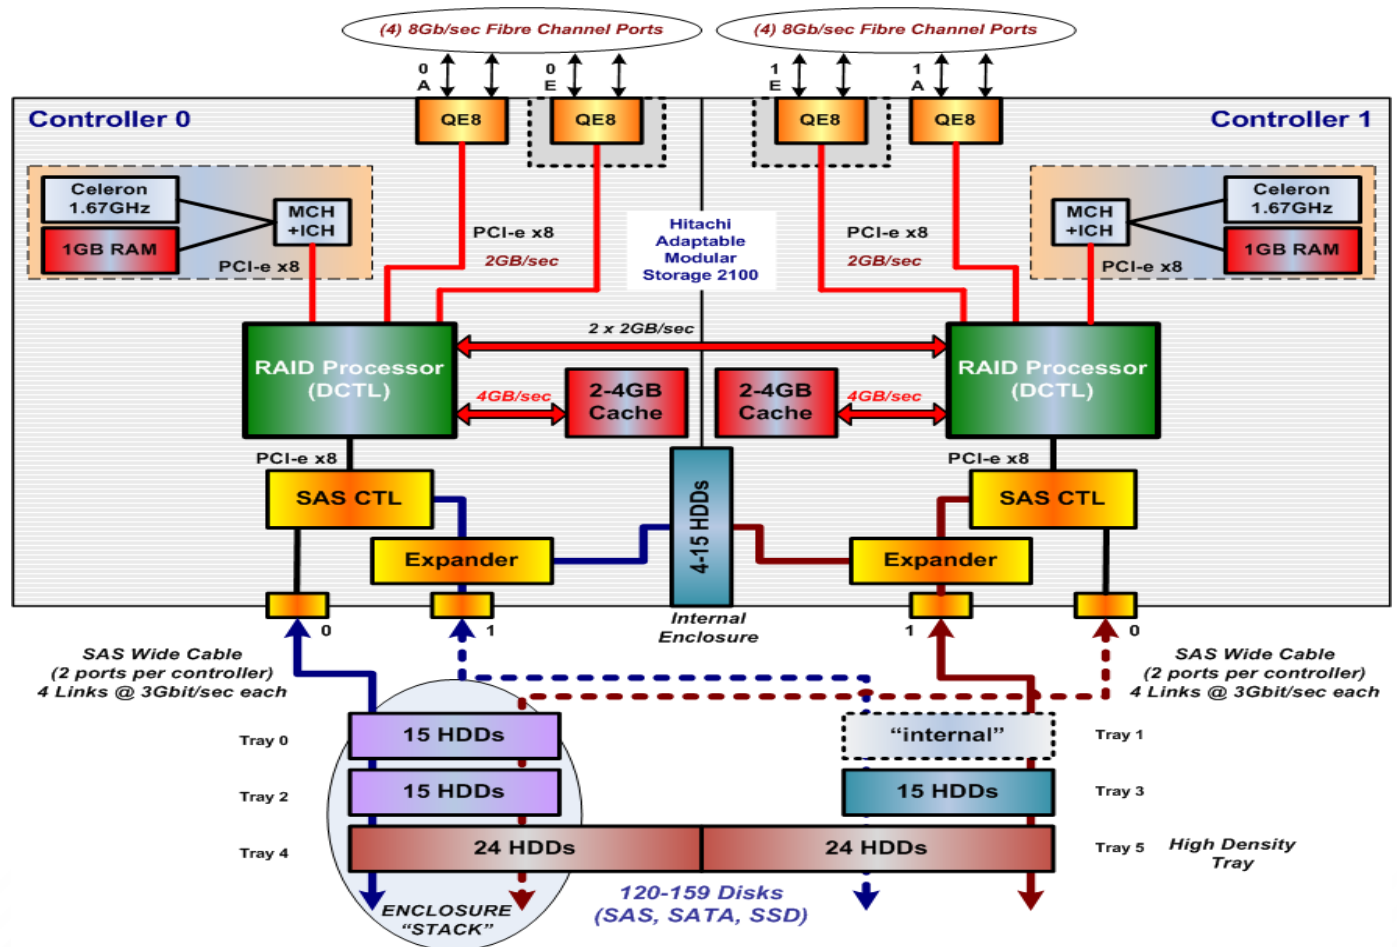 (4) 8Gb/sec Fibre Channel Ports
(4) 8Gb/sec Fibre Channel Ports
0
A
0
E
1
E
1
A
Controller 0
QE8
QE8
QE8
QE8
Controller 1
Celeron
1.67GHz
1GB RAM
MCH
+ICH
PCI-e x8
PCI-e x8
2GB/sec
Hitachi
Adaptable
Modular
Storage 2100
PCI-e x8
2GB/sec
MCH
+ICH
PCI-e x8
Celeron
1.67GHz
1GB RAM
RAID Processor
(DCTL)
2 x 2GB/sec
4GB/sec
2-4GB
Cache
2-4GB
Cache
4GB/sec
RAID Processor
(DCTL)
PCI-e x8
PCI-e x8
SAS CTL
SAS CTL
Expander
4-15 HDDs
Expander
0
1
Internal
Enclosure
1
0
SAS Wide Cable
(2 ports per controller)
4 Links @ 3Gbit/sec each
SAS Wide Cable
(2 ports per controller)
4 Links @ 3Gbit/sec each
Tray 0
15 HDDs
“internal”
Tray 1
Tray 2
15 HDDs
15 HDDs
Tray 3
Tray 4
24 HDDs
24 HDDs
Tray 5
High Density
Tray
120-159 Disks
(SAS, SATA, SSD)
ENCLOSURE
“STACK”